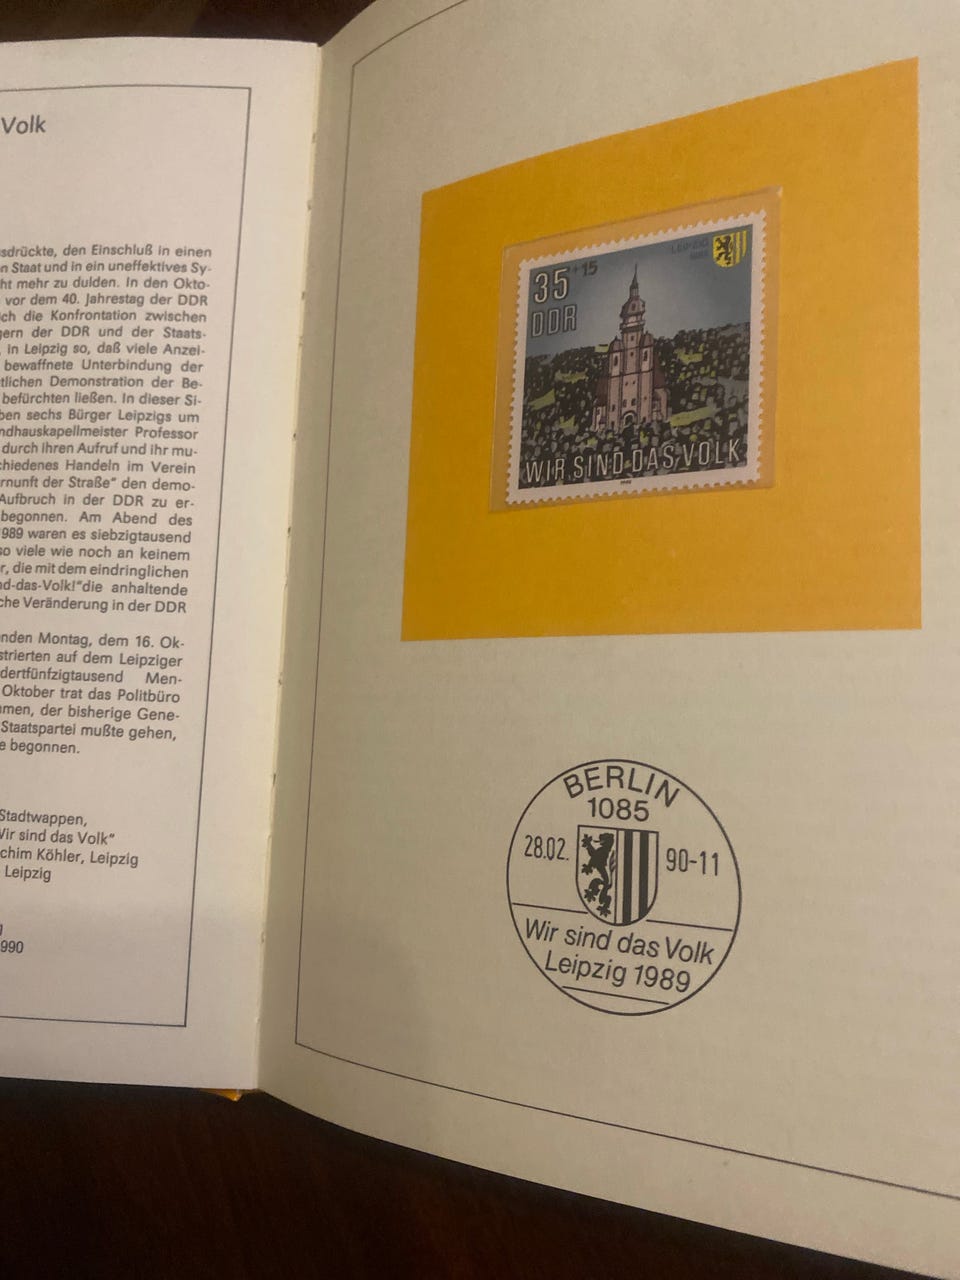 Volk
sdrückte, den Einschluß in einen
n Staat und in ein uneffektives Sy-
ht mehr zu dulden. In den Okto-
vor dem 40. Jahrestag der DDR
ch die Konfrontation zwischen
gern der DDR und der Staats-
in Leipzig so, daß viele Anzei-
bewaffnete Unterbindung der
tlichen Demonstration der Be-
befürchten ließen. In dieser Si-
ben sechs Bürger Leipzigs um
ndhauskapellmeister Professor
durch Ihren Aufruf und ihr mu-
chiedenes Handeln im Verein
rnunft der Straße" den demo-
Aufbruch in der DDR zu er-
begonnen. Am Abend des
989 waren es siebzigtausend
so viele wie noch an keinem
r, die mit dem eindringlichen
nd-das-Volk!"die anhaltende
che Veränderung in der DDR
nden Montag, dem 16. Ok-
strierten auf dem Leipziger
dertfünfzigtausend Men-
Oktober trat das Politbüro
mmen, der bisherige Gene-
Staatspartei mußte gehen,
e begonnen.
Stadtwappen,
Wir sind das Volk"
chim Köhler, Leipzig
Leipzig
g
990
LEIPZIG
1989
35+15
DDR
WIR SIND DAS VOLK
1990
BERLIN
1085
28.02. 90-11
Wir sind das Volk
Leipzig 1989